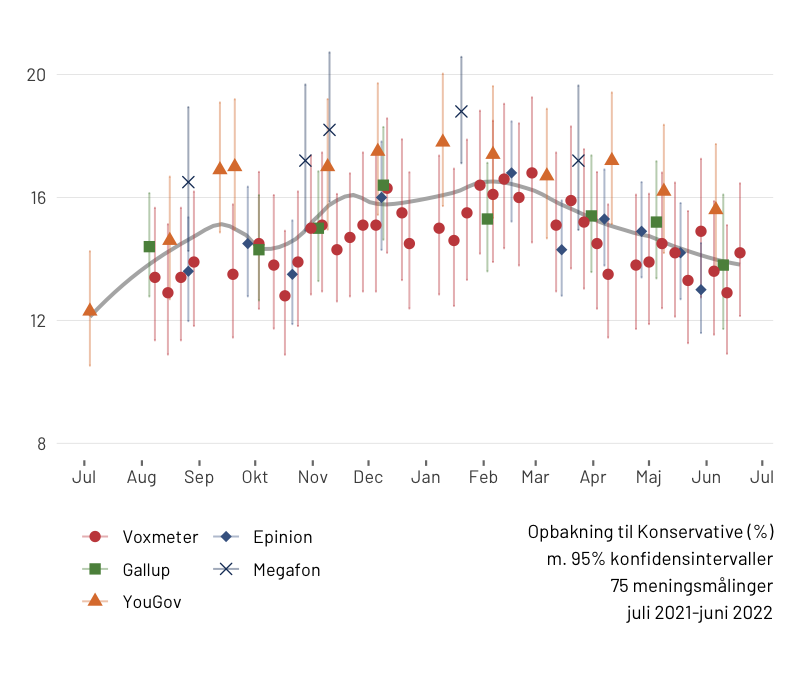 20
16
12
8
Jul Aug Sep Okt Nov Dec Jan Feb Mar Apr Maj Jun Jul
Voxmeter Epinion
Gallup Megafon
YouGov
Opbakning til Konservative (%)
m. 95% konfidensintervaller
75 meningsmålinger
juli 2021-juni 2022